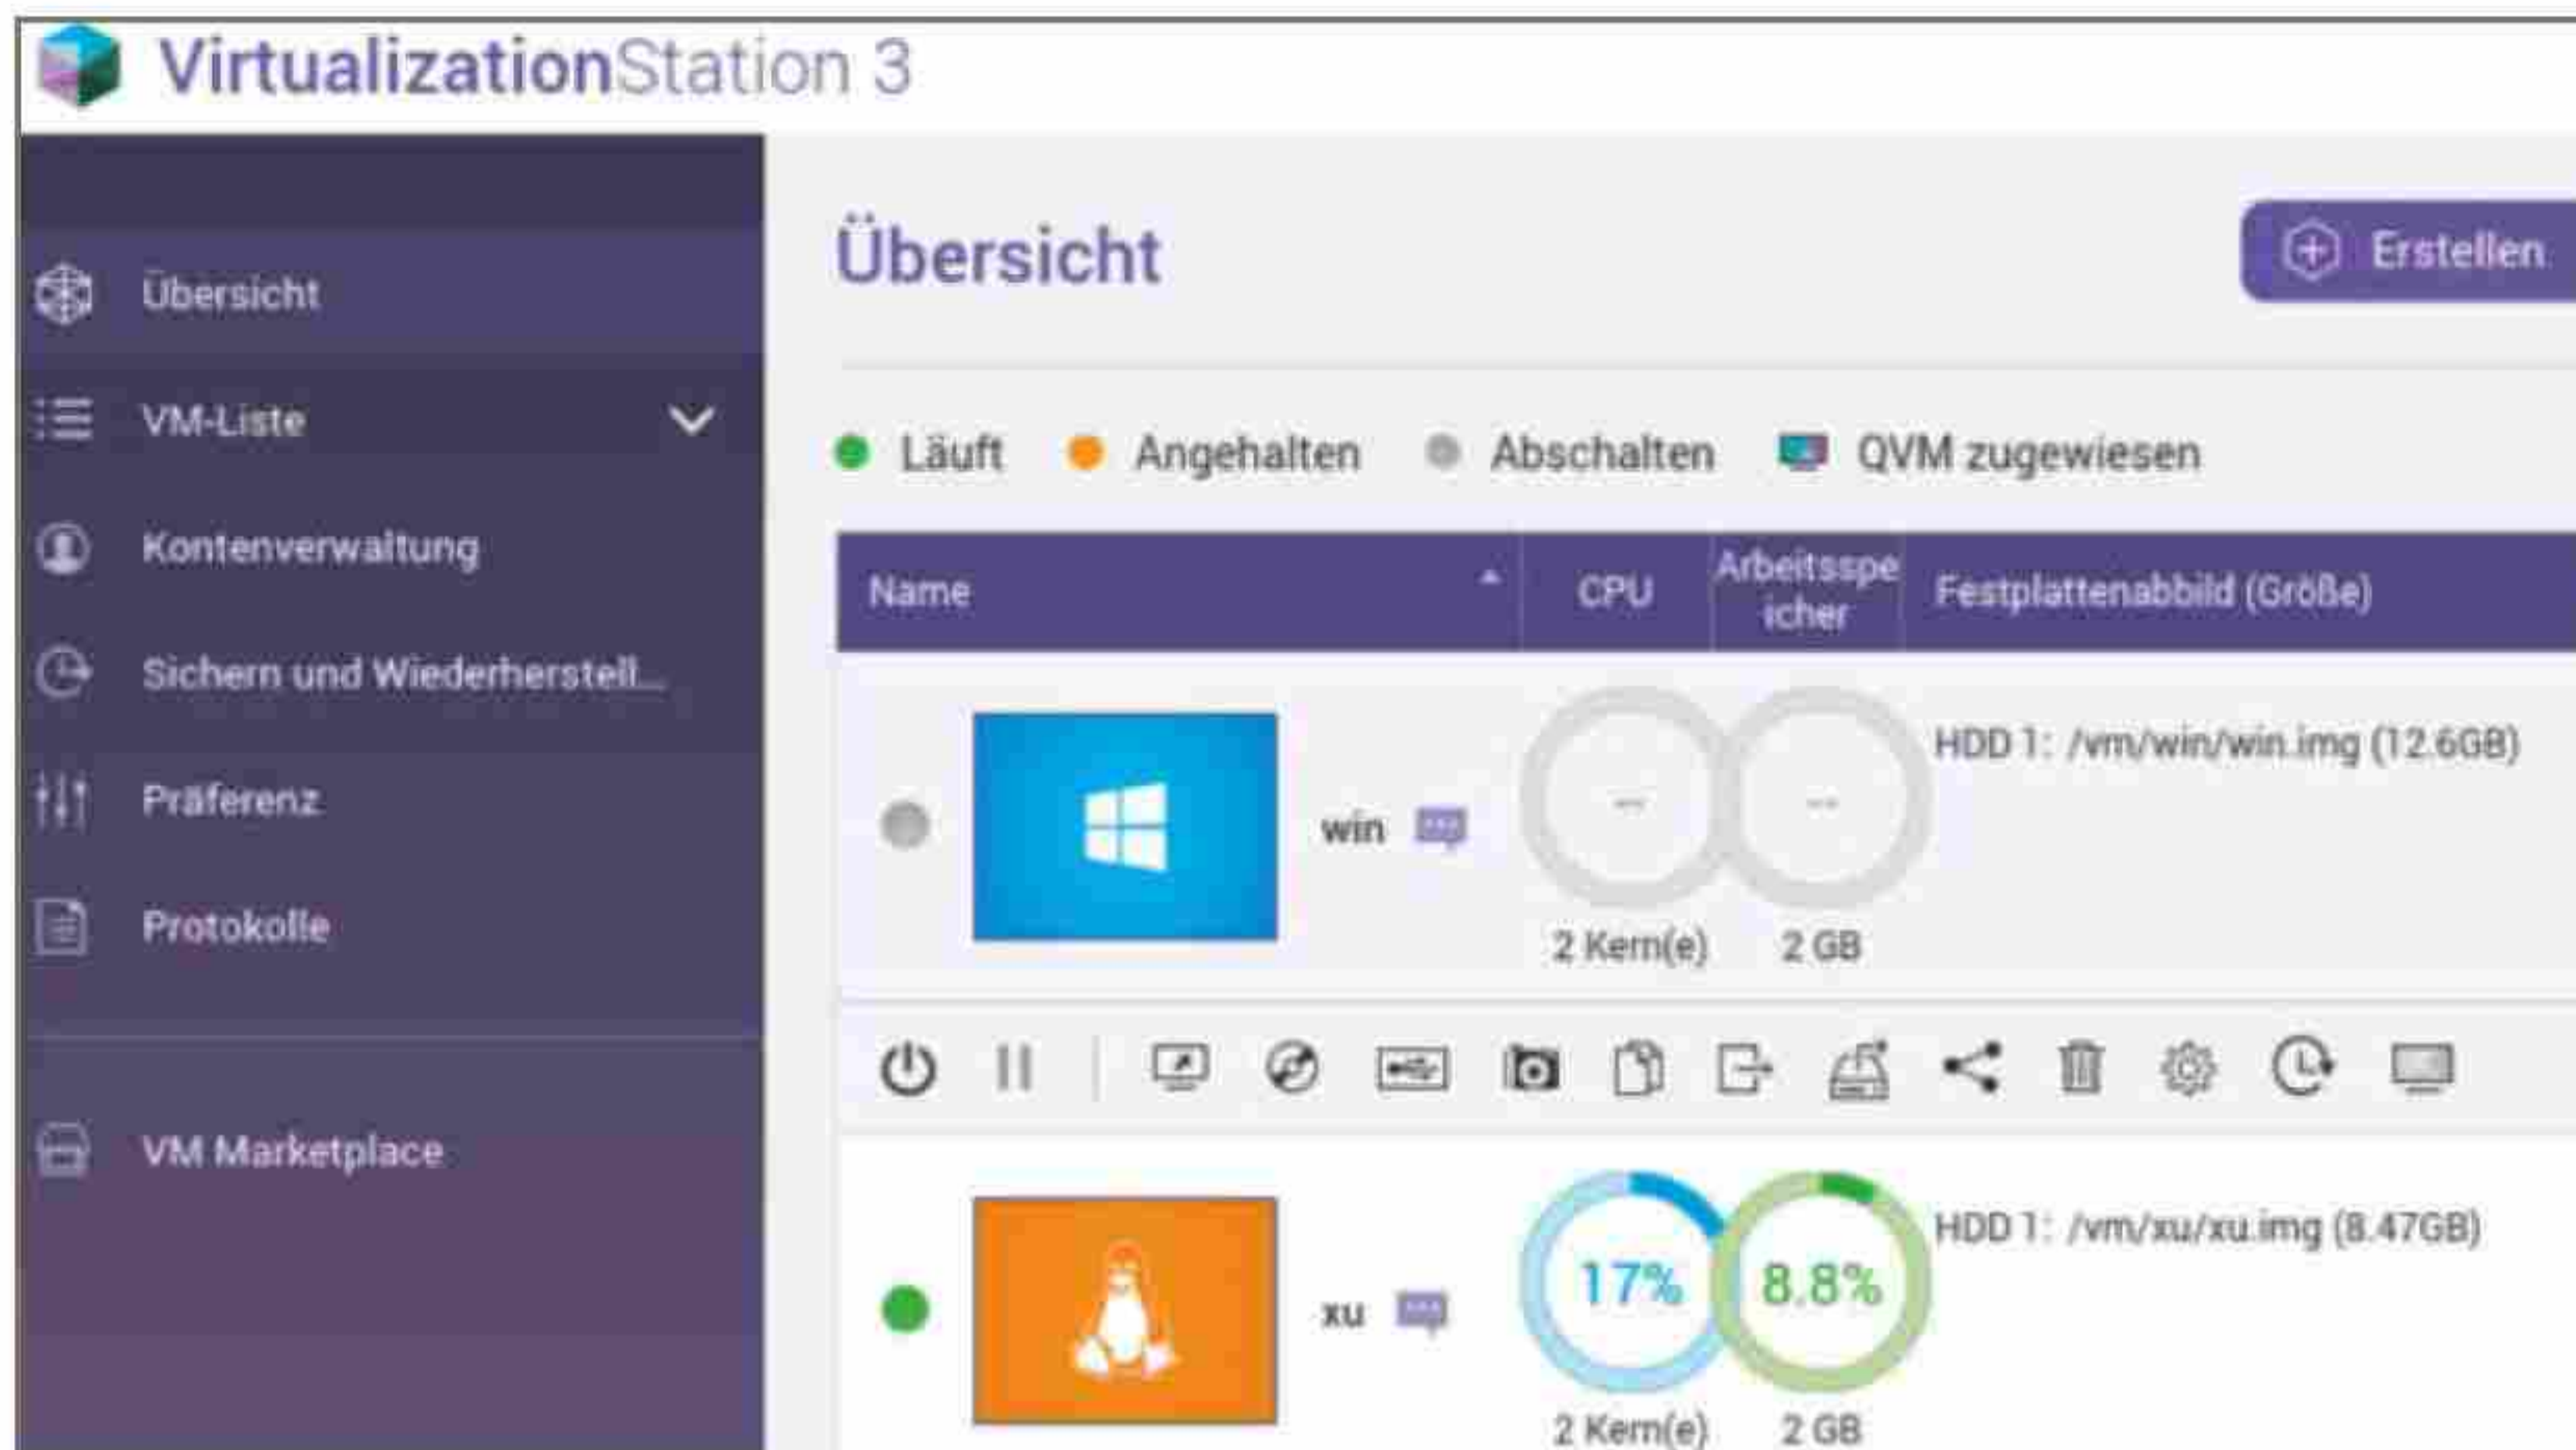 VirtualizationStation 3
Übersicht
VM-Liste
Kontenverwaltung
Sichern und Wiederherstell...
Präferenz
Protokolle
VM Marketplace
Übersicht
Erstellen
Läuft Angehalten Abschalten QVM zugewiesen
Name CPU Arbeitsspe
icher Festplattenabbild (Größe)
HDD 1: /vm/win/win.img (12.6GB)
win -- --
2 Kern(e) 2 GB
HDD 1: /vm/xu/xu.img (8.47GB)
xu 17% 8.8%
2 Kern(e) 2 GB